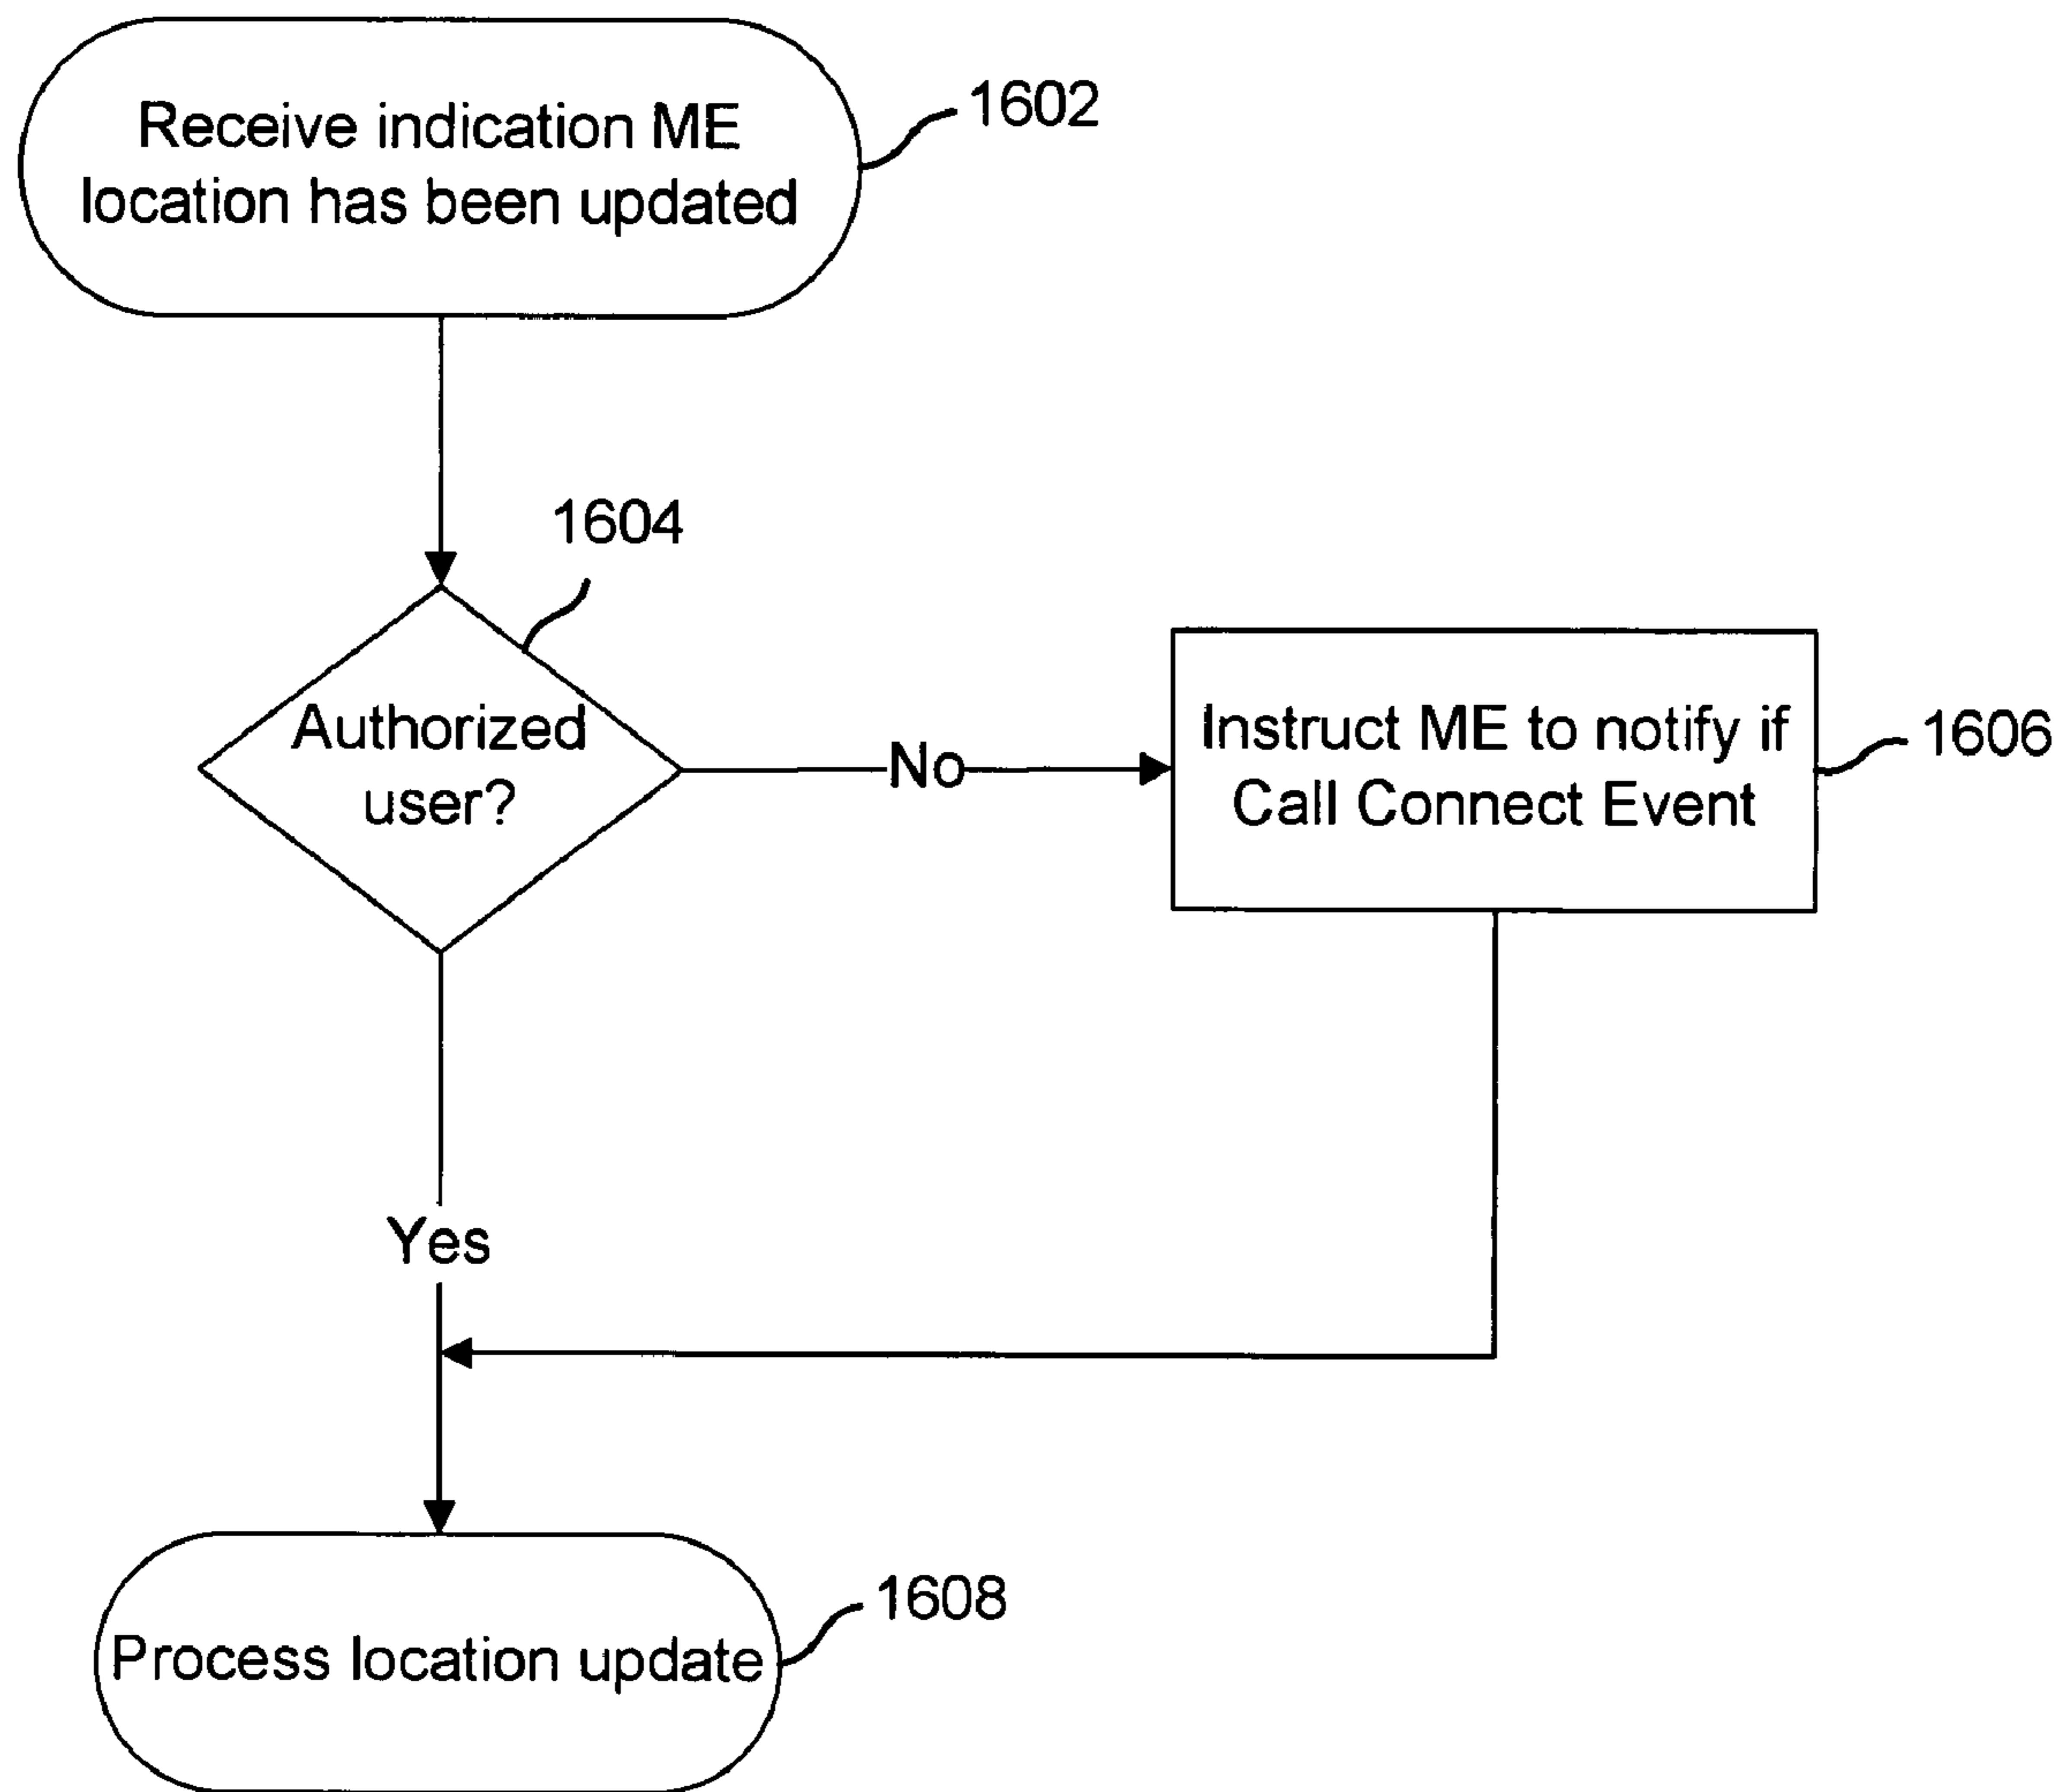 Receive indication ME
location has been updated
1602
1604
Authorized
user?
No
Instruct ME to notify if
Call Connect Event
1606
Yes
Process location update
1608